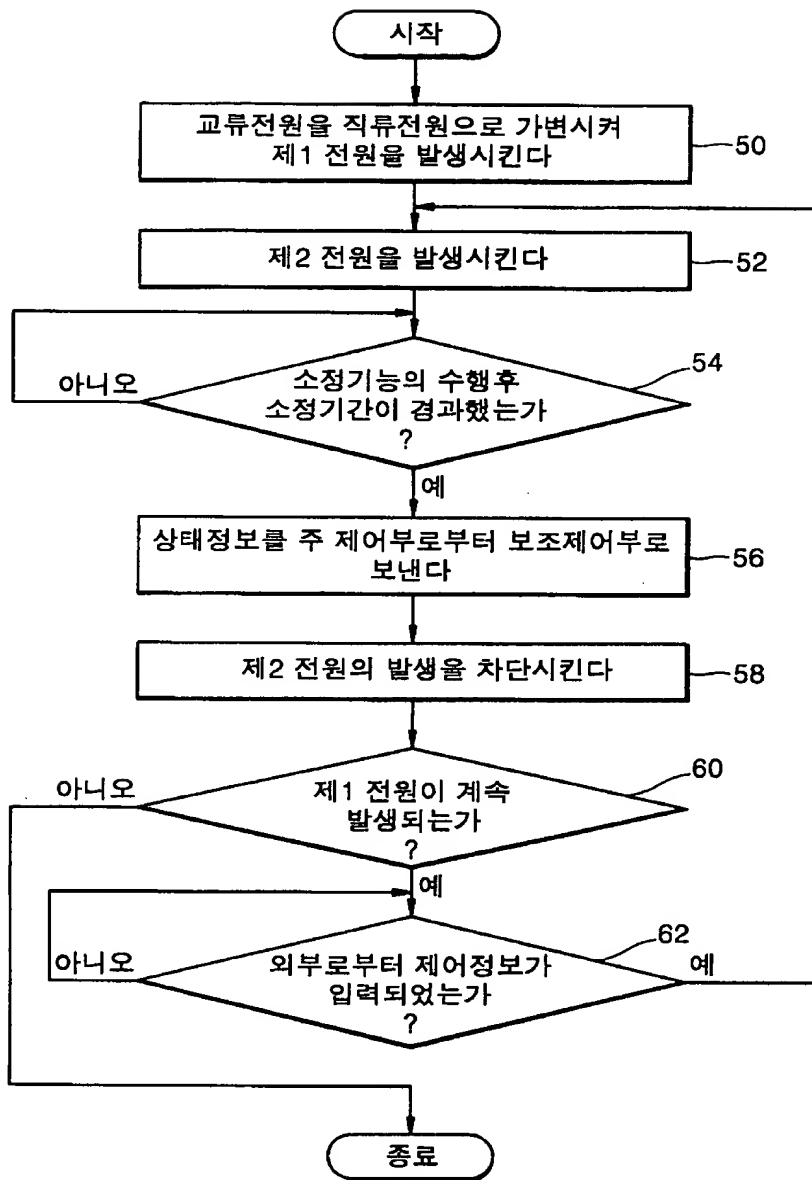 시작
교류전원을 직류전원으로 가변시켜
제1 전원을 발생시킨다
50
제2 전원을 발생시킨다
52
54
아니오
소정기능의 수행후
소정기간이 경과했는가
?
예
상태정보를 주 제어부로부터 보조제어부로
보낸다
56
제2 전원의 발생을 차단시킨다
58
60
아니오
제1 전원이 계속
발생되는가
?
예
62
아니오
외부로부터 제어정보가
입력되었는가
?
예
종료